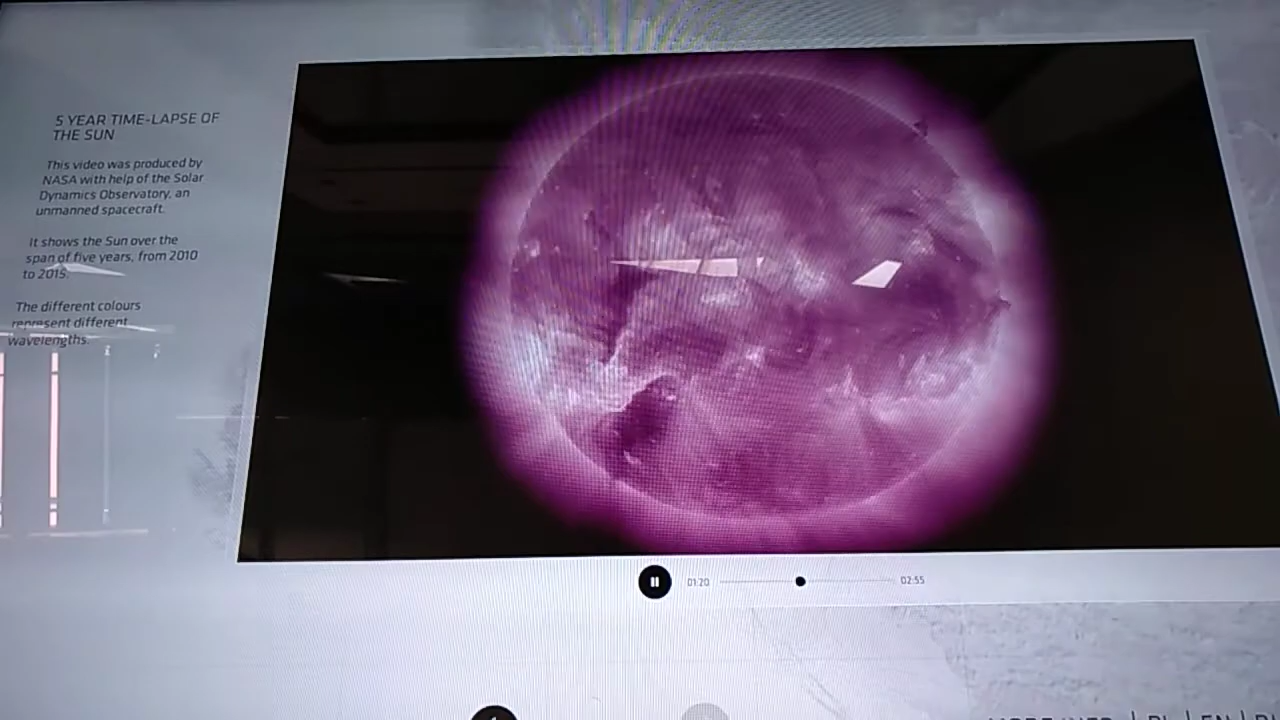 5 YEAR TIME-LAPSE OF
THE SUN
This video was produced by
NASA with help of the Solar
Dynamics Observatory, an
unmanned spacecraft.
It shows the Sun over the
span of five years, from 2010
to 2015.
The different colours
represent different
wavelengths.
01:20
02:55